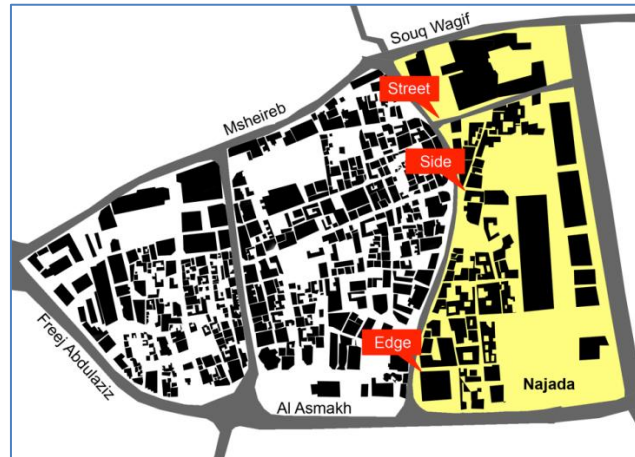 Souq Wagif
Street
Msheireb
Side
Edge
Freej Abdulaziz
Najada
Al Asmakh